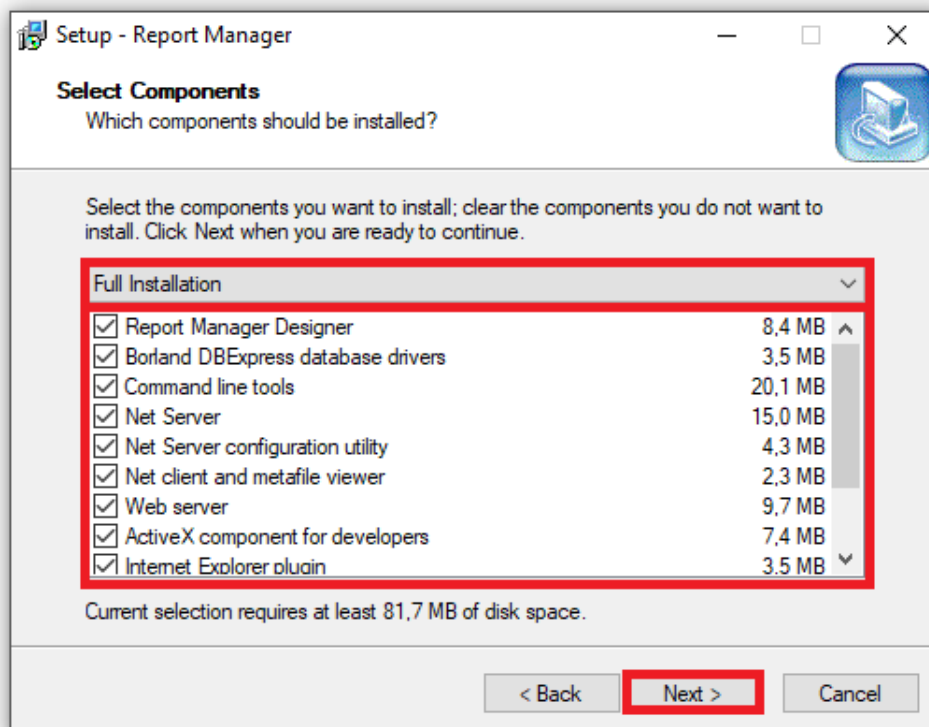 Setup - Report Manager
Select Components
Which components should be installed?
Select the components you want to install; clear the components you do not want to
install. Click Next when you are ready to continue.
Full Installation
Report Manager Designer 8,4 MB
Borland DBExpress database drivers 3,5 MB
Command line tools 20,1 MB
Net Server 15,0 MB
Net Server configuration utility 4,3 MB
Net client and metafile viewer 2,3 MB
Web server 9,7 MB
ActiveX component for developers 7,4 MB
Internet Explorer plugin 3.5 MB
Current selection requires at least 81,7 MB of disk space.
< Back Next > Cancel